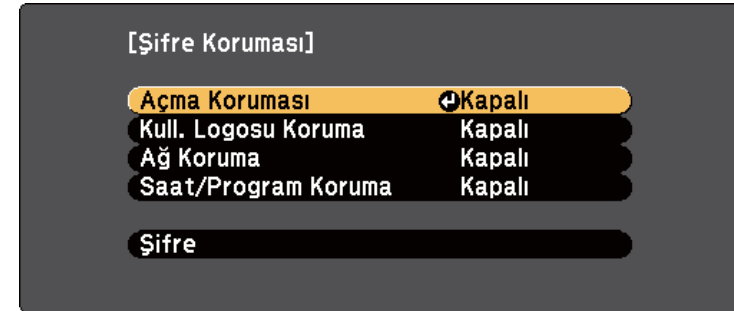 [Şifre Koruması]
Açma Koruması Kapalı
Kull. Logosu Koruma Kapalı
Ağ Koruma Kapalı
Saat/Program Koruma Kapalı
Şifre